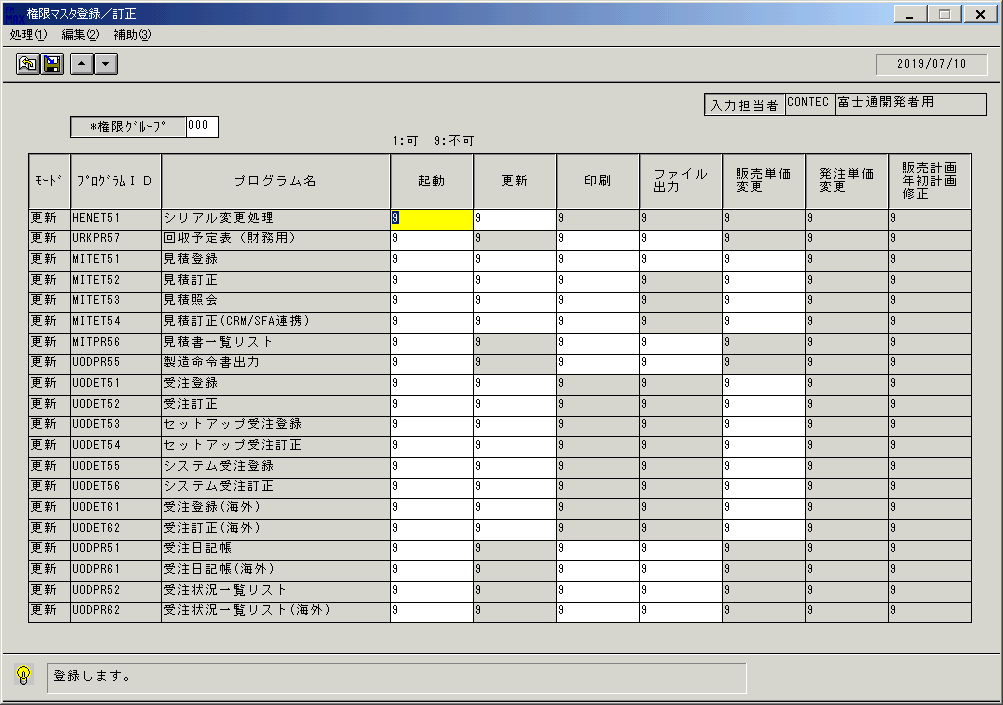 権限マスタ登録／訂正
処理(1) 編集(2) 補助(3)
2019/07/10
入力担当者 CONTEC 富士通開発者用
*権限ｸﾞﾙｰﾌﾟ 000
1:可 9:不可
ﾓｰﾄﾞ ﾌﾟﾛｸﾞﾗﾑＩＤ プログラム名 起動 更新 印刷 ファイル出力 販売単価変更 発注単価変更 販売計画年初計画修正
更新 HENET51 シリアル変更処理 9 9 9 9 9 9 9
更新 URKPR57 回収予定表（財務用） 9 9 9 9 9 9 9
更新 MITET51 見積登録 9 9 9 9 9 9 9
更新 MITET52 見積訂正 9 9 9 9 9 9 9
更新 MITET53 見積照会 9 9 9 9 9 9 9
更新 MITET54 見積訂正(CRM/SFA連携) 9 9 9 9 9 9 9
更新 MITPR56 見積書一覧リスト 9 9 9 9 9 9 9
更新 UODPR55 製造命令書出力 9 9 9 9 9 9 9
更新 UODET51 受注登録 9 9 9 9 9 9 9
更新 UODET52 受注訂正 9 9 9 9 9 9 9
更新 UODET53 セットアップ受注登録 9 9 9 9 9 9 9
更新 UODET54 セットアップ受注訂正 9 9 9 9 9 9 9
更新 UODET55 システム受注登録 9 9 9 9 9 9 9
更新 UODET56 システム受注訂正 9 9 9 9 9 9 9
更新 UODET61 受注登録(海外) 9 9 9 9 9 9 9
更新 UODET62 受注訂正(海外) 9 9 9 9 9 9 9
更新 UODPR51 受注日記帳 9 9 9 9 9 9 9
更新 UODPR61 受注日記帳(海外) 9 9 9 9 9 9 9
更新 UODPR52 受注状況一覧リスト 9 9 9 9 9 9 9
更新 UODPR62 受注状況一覧リスト(海外) 9 9 9 9 9 9 9
登録します。